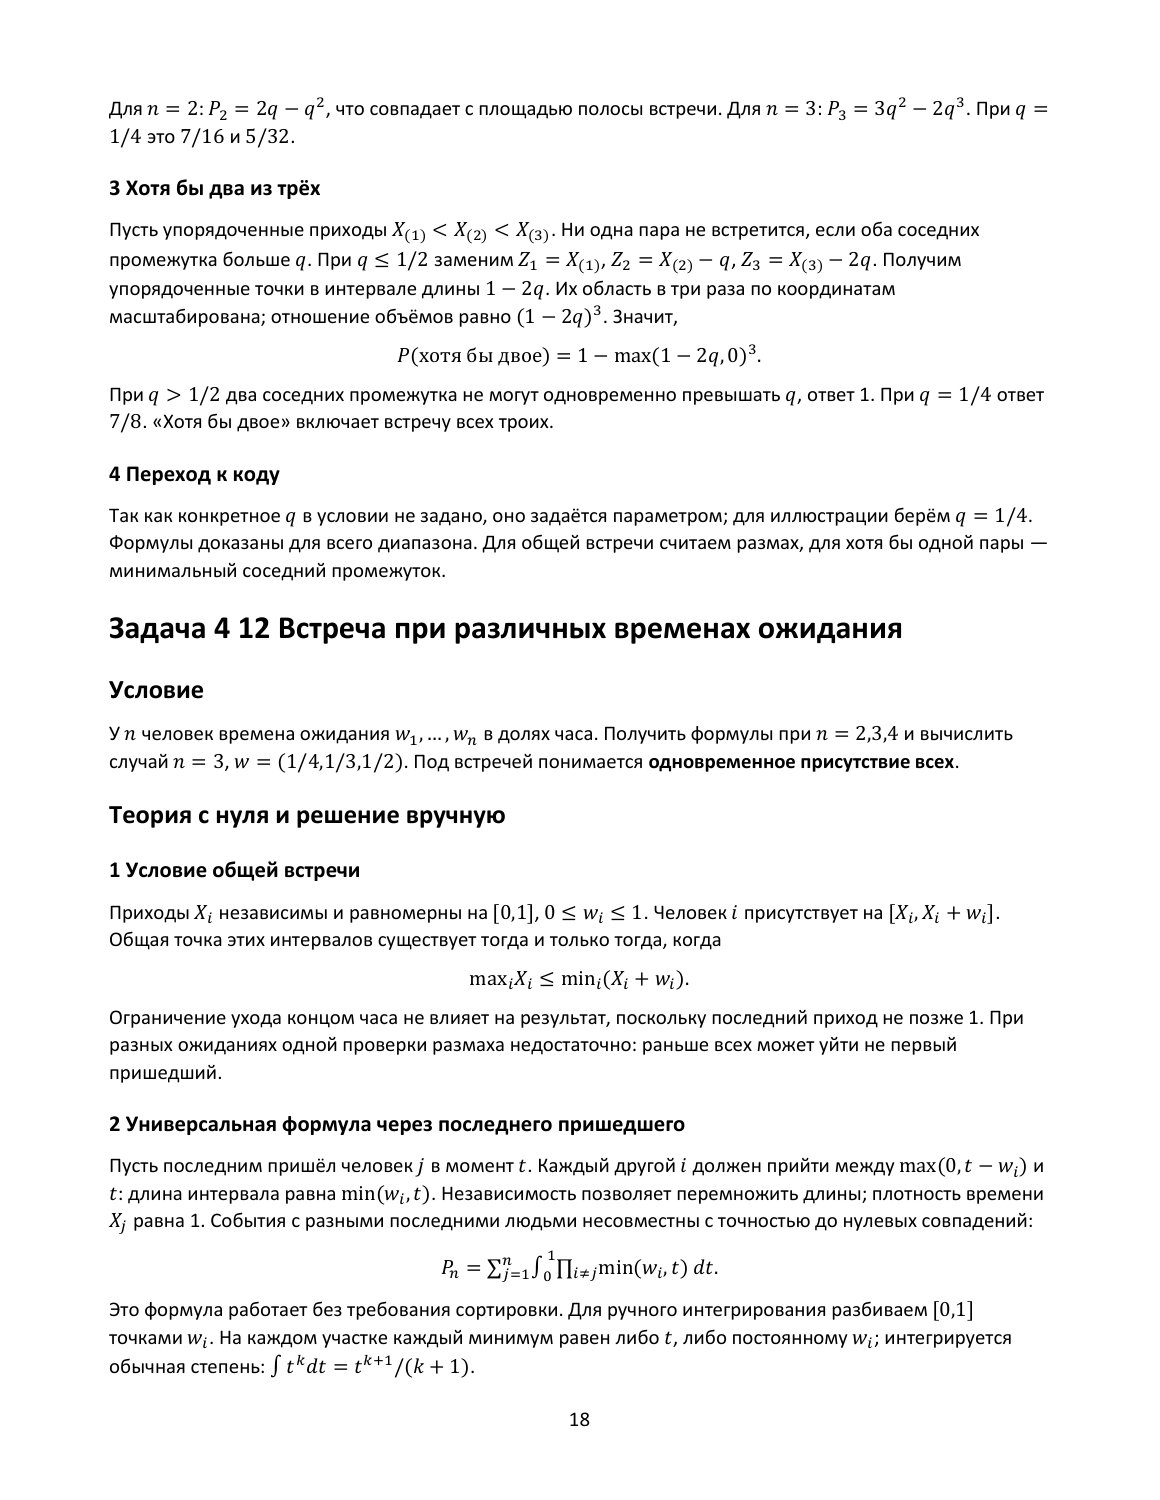 Для n = 2: P₂ = 2q − q², что совпадает с площадью полосы встречи. Для n = 3: P₃ = 3q² − 2q³. При q =
1/4 это 7/16 и 5/32.
3 Хотя бы два из трёх
Пусть упорядоченные приходы X₍₁₎ < X₍₂₎ < X₍₃₎. Ни одна пара не встретится, если оба соседних
промежутка больше q. При q ≤ 1/2 заменим Z₁ = X₍₁₎, Z₂ = X₍₂₎ − q, Z₃ = X₍₃₎ − 2q. Получим
упорядоченные точки в интервале длины 1 − 2q. Их область в три раза по координатам
масштабирована; отношение объёмов равно (1 − 2q)³. Значит,
P(хотя бы двое) = 1 − max(1 − 2q, 0)³.
При q > 1/2 два соседних промежутка не могут одновременно превышать q, ответ 1. При q = 1/4 ответ
7/8. «Хотя бы двое» включает встречу всех троих.
4 Переход к коду
Так как конкретное q в условии не задано, оно задаётся параметром; для иллюстрации берём q = 1/4.
Формулы доказаны для всего диапазона. Для общей встречи считаем размах, для хотя бы одной пары —
минимальный соседний промежуток.
Задача 4 12 Встреча при различных временах ожидания
Условие
У n человек времена ожидания w₁, … , wₙ в долях часа. Получить формулы при n = 2,3,4 и вычислить
случай n = 3, w = (1/4,1/3,1/2). Под встречей понимается одновременное присутствие всех.
Теория с нуля и решение вручную
1 Условие общей встречи
Приходы Xᵢ независимы и равномерны на [0,1], 0 ≤ wᵢ ≤ 1. Человек i присутствует на [Xᵢ, Xᵢ + wᵢ].
Общая точка этих интервалов существует тогда и только тогда, когда
maxᵢXᵢ ≤ minᵢ(Xᵢ + wᵢ).
Ограничение ухода концом часа не влияет на результат, поскольку последний приход не позже 1. При
разных ожиданиях одной проверки размаха недостаточно: раньше всех может уйти не первый
пришедший.
2 Универсальная формула через последнего пришедшего
Пусть последним пришёл человек j в момент t. Каждый другой i должен прийти между max(0, t − wᵢ) и
t: длина интервала равна min(wᵢ, t). Независимость позволяет перемножить длины; плотность времени
Xⱼ равна 1. События с разными последними людьми несовместны с точностью до нулевых совпадений:
Pₙ = ∑ⱼ₌₁ⁿ ∫₀¹ ∏ᵢ≠ⱼ min(wᵢ, t) dt.
Это формула работает без требования сортировки. Для ручного интегрирования разбиваем [0,1]
точками wᵢ. На каждом участке каждый минимум равен либо t, либо постоянному wᵢ; интегрируется
обычная степень: ∫ tᵏdt = tᵏ⁺¹/(k + 1).
18